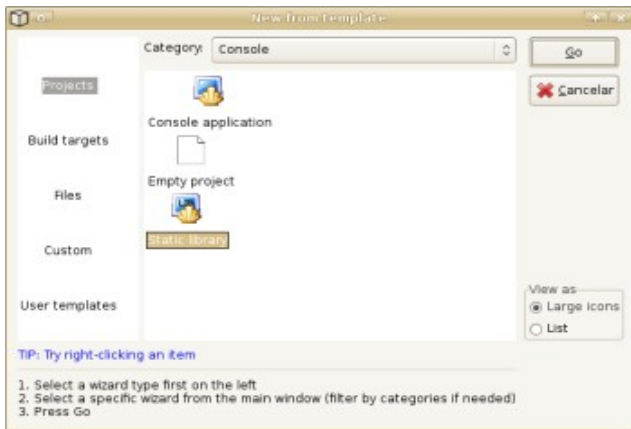 New from template
Category: Console
Go
Cancelar
Projects
Build targets
Files
Custom
User templates
Console application
Empty project
Static library
View as
Large icons
List
TIP: Try right-clicking an item
1. Select a wizard type first on the left
2. Select a specific wizard from the main window (filter by categories if needed)
3. Press Go